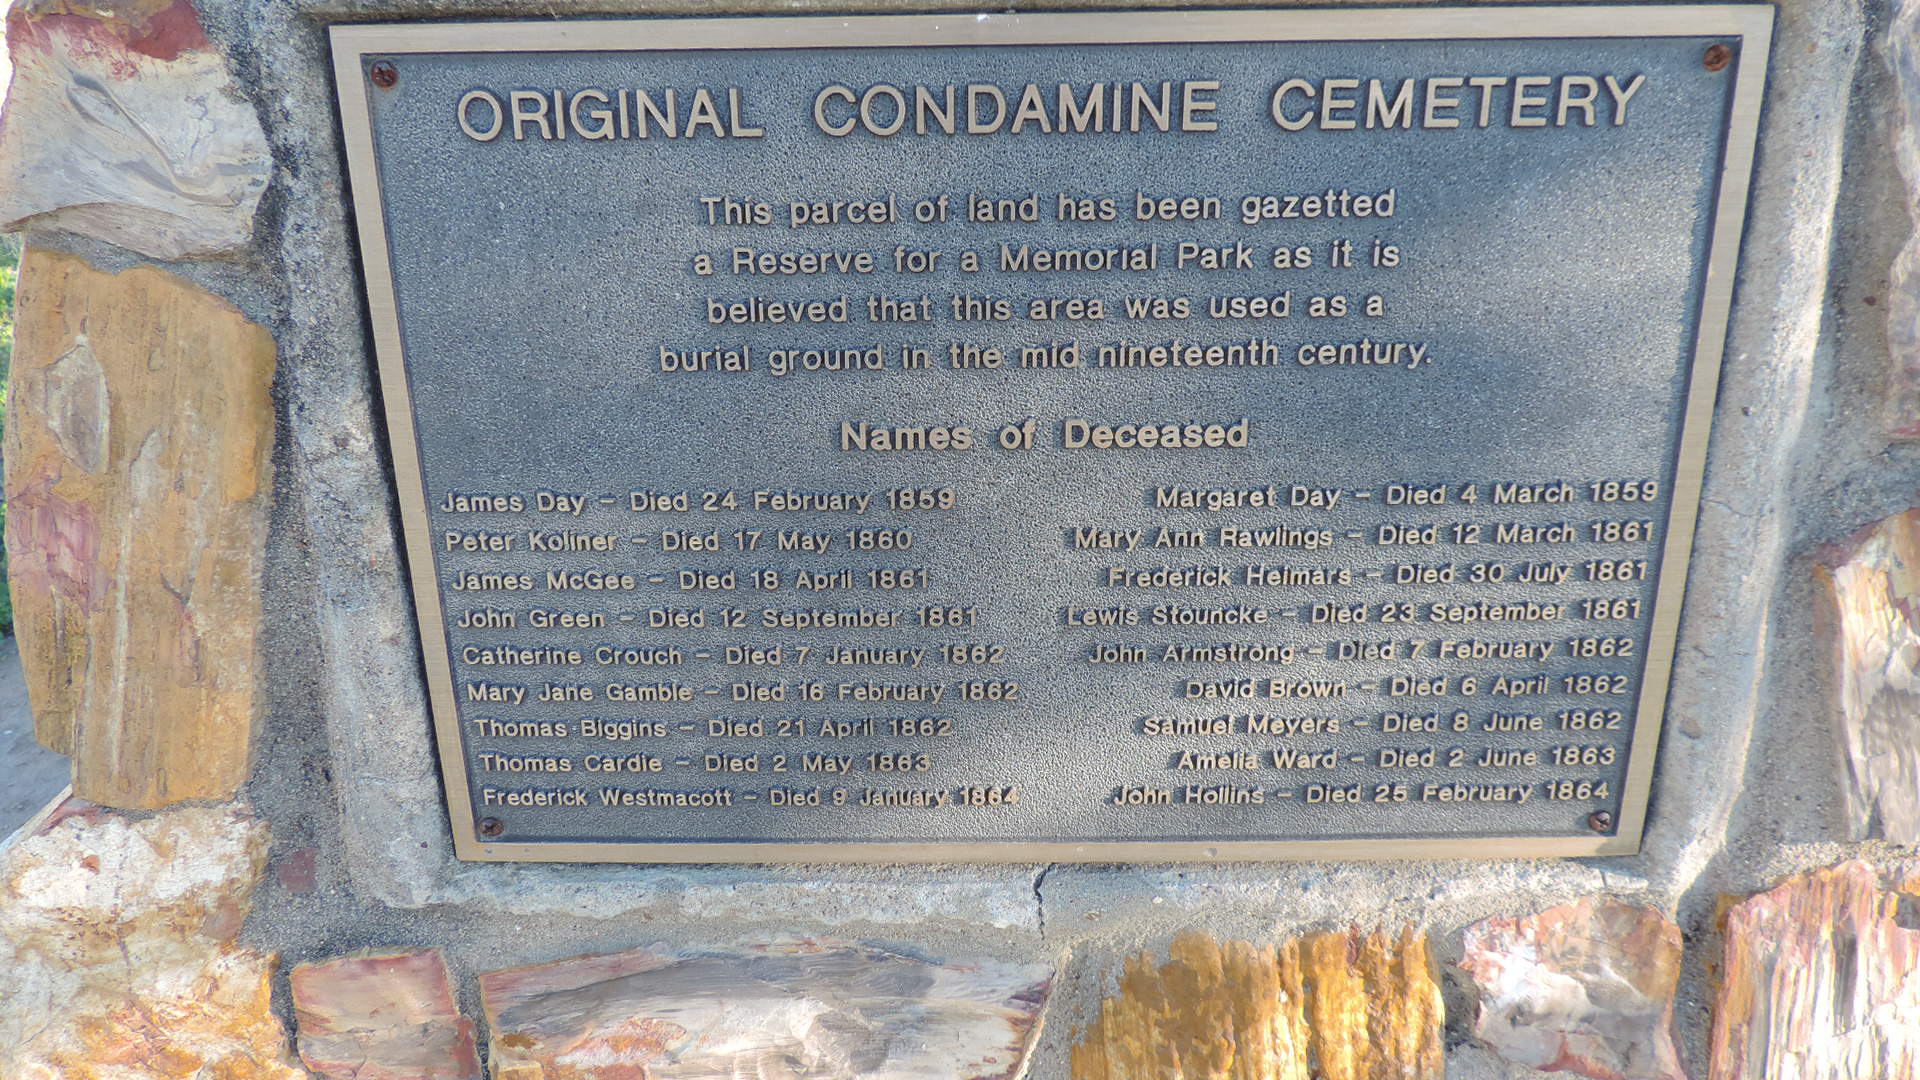 ORIGINAL CONDAMINE CEMETERY
This parcel of land has been gazetted
a Reserve for a Memorial Park as it is
believed that this area was used as a
burial ground in the mid nineteenth century.
Names of Deceased
James Day – Died 24 February 1859 Margaret Day – Died 4 March 1859
Peter Koliner – Died 17 May 1860 Mary Ann Rawlings – Died 12 March 1861
James McGee – Died 18 April 1861 Frederick Heimars – Died 30 July 1861
John Green – Died 12 September 1861 Lewis Stouncke – Died 23 September 1861
Catherine Crouch – Died 7 January 1862 John Armstrong – Died 7 February 1862
Mary Jane Gamble – Died 16 February 1862 David Brown – Died 6 April 1862
Thomas Biggins – Died 21 April 1862 Samuel Meyers – Died 8 June 1862
Thomas Cardie – Died 2 May 1863 Amelia Ward – Died 2 June 1863
Frederick Westmacott – Died 9 January 1864 John Hollins – Died 25 February 1864